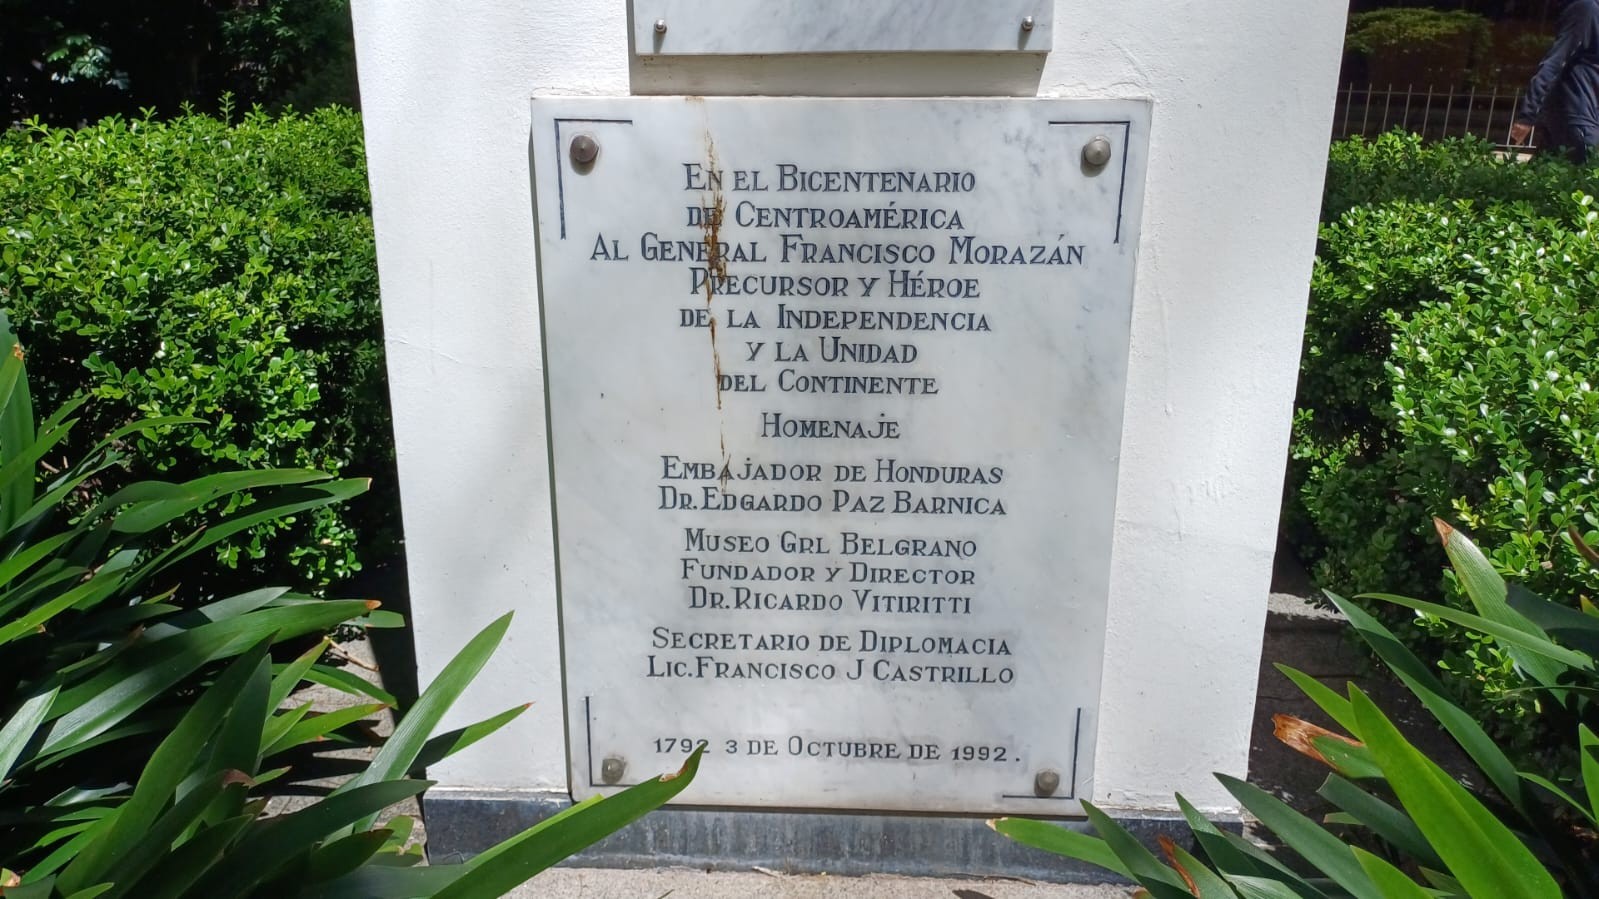 En el Bicentenario
de Centroamérica
Al General Francisco Morazán
Precursor y Héroe
de la Independencia
y la Unidad
del Continente
Homenaje
Embajador de Honduras
Dr. Edgardo Paz Barnica
Museo Grl Belgrano
Fundador y Director
Dr. Ricardo Vitiritti
Secretario de Diplomacia
Lic. Francisco J Castrillo
1792 3 de Octubre de 1992.